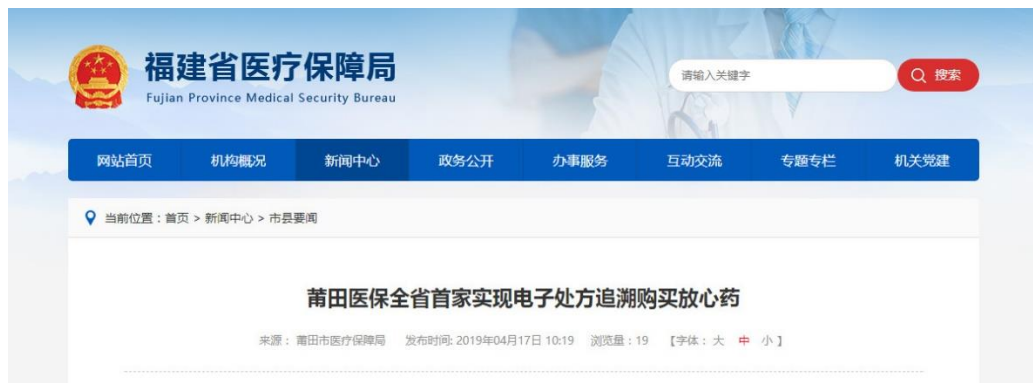 福建省医疗保障局
Fujian Province Medical Security Bureau
请输入关键字
搜索
网站首页 机构概况 新闻中心 政务公开 办事服务 互动交流 专题专栏 机关党建
当前位置：首页 > 新闻中心 > 市县要闻
莆田医保全省首家实现电子处方追溯购买放心药
来源：莆田市医疗保障局 发布时间: 2019年04月17日 10:19 浏览量：19 【字体：大 中 小 】